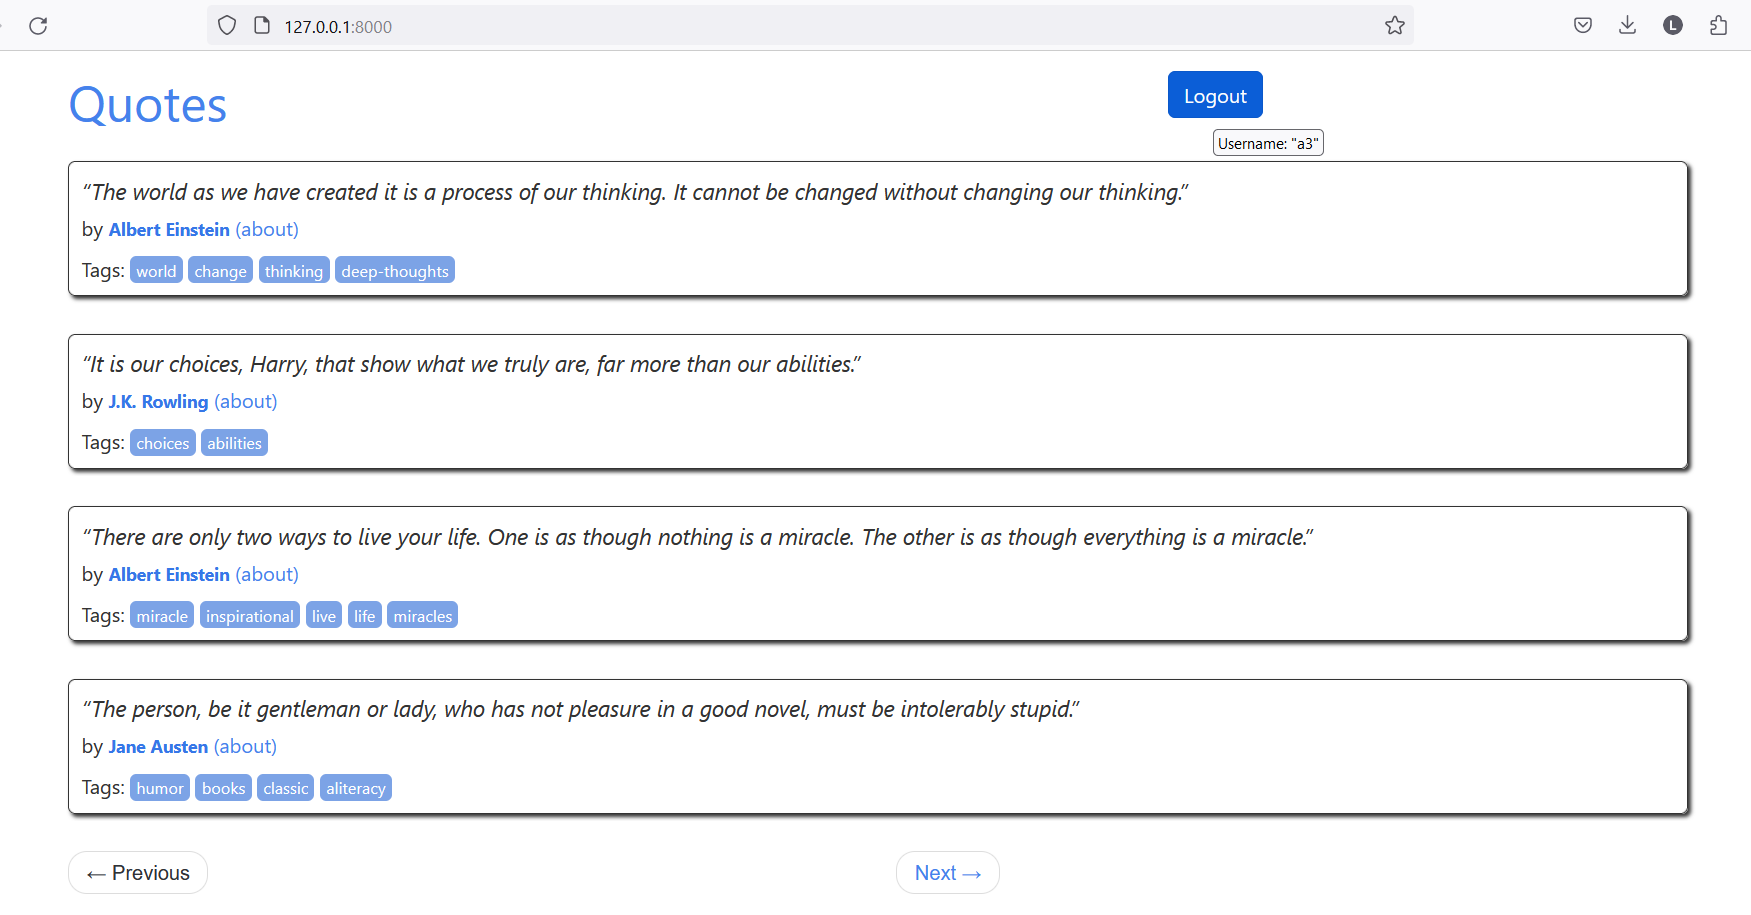 127.0.0.1:8000
L
Quotes
Logout
Username: "a3"
“The world as we have created it is a process of our thinking. It cannot be changed without changing our thinking.”
by Albert Einstein (about)
Tags: world change thinking deep-thoughts
“It is our choices, Harry, that show what we truly are, far more than our abilities.”
by J.K. Rowling (about)
Tags: choices abilities
“There are only two ways to live your life. One is as though nothing is a miracle. The other is as though everything is a miracle.”
by Albert Einstein (about)
Tags: miracle inspirational live life miracles
“The person, be it gentleman or lady, who has not pleasure in a good novel, must be intolerably stupid.”
by Jane Austen (about)
Tags: humor books classic aliteracy
← Previous
Next →